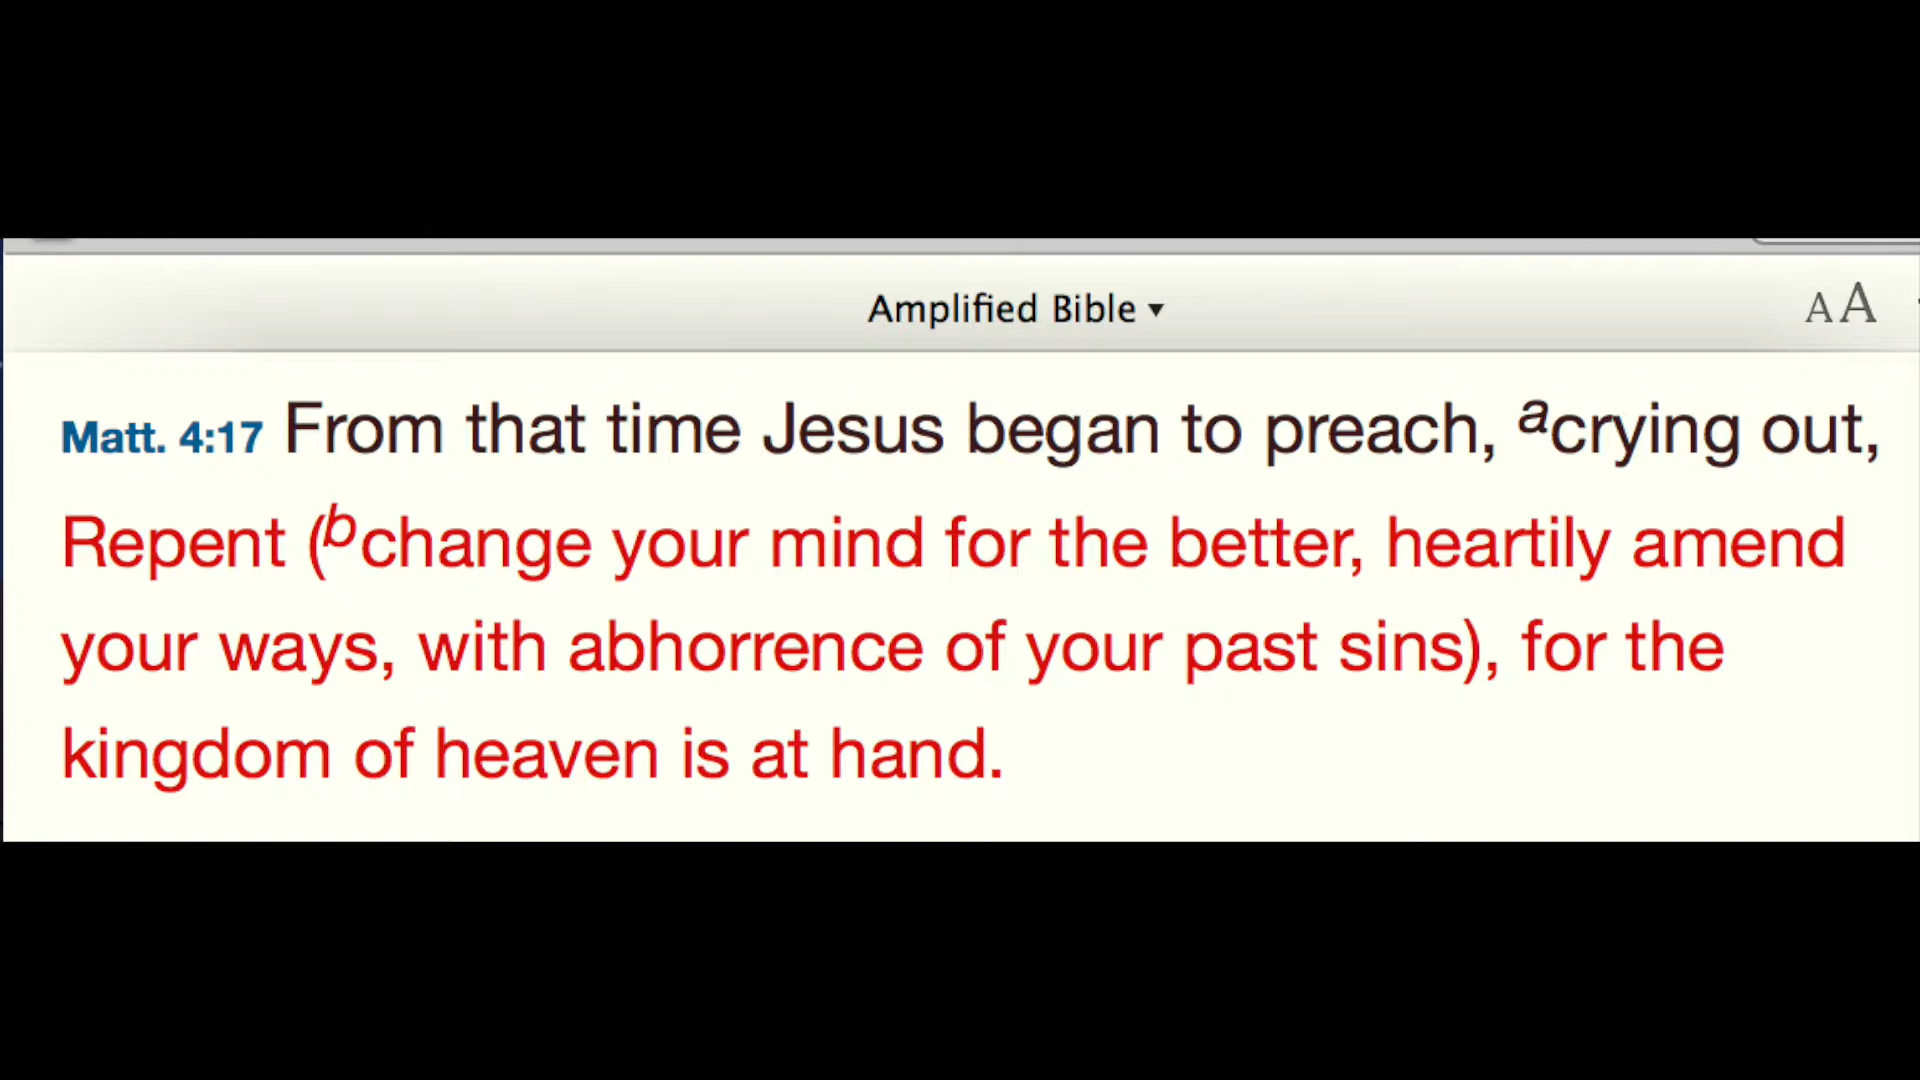 Amplified Bible ▾
AA
Matt. 4:17 From that time Jesus began to preach, acrying out,
Repent (bchange your mind for the better, heartily amend
your ways, with abhorrence of your past sins), for the
kingdom of heaven is at hand.